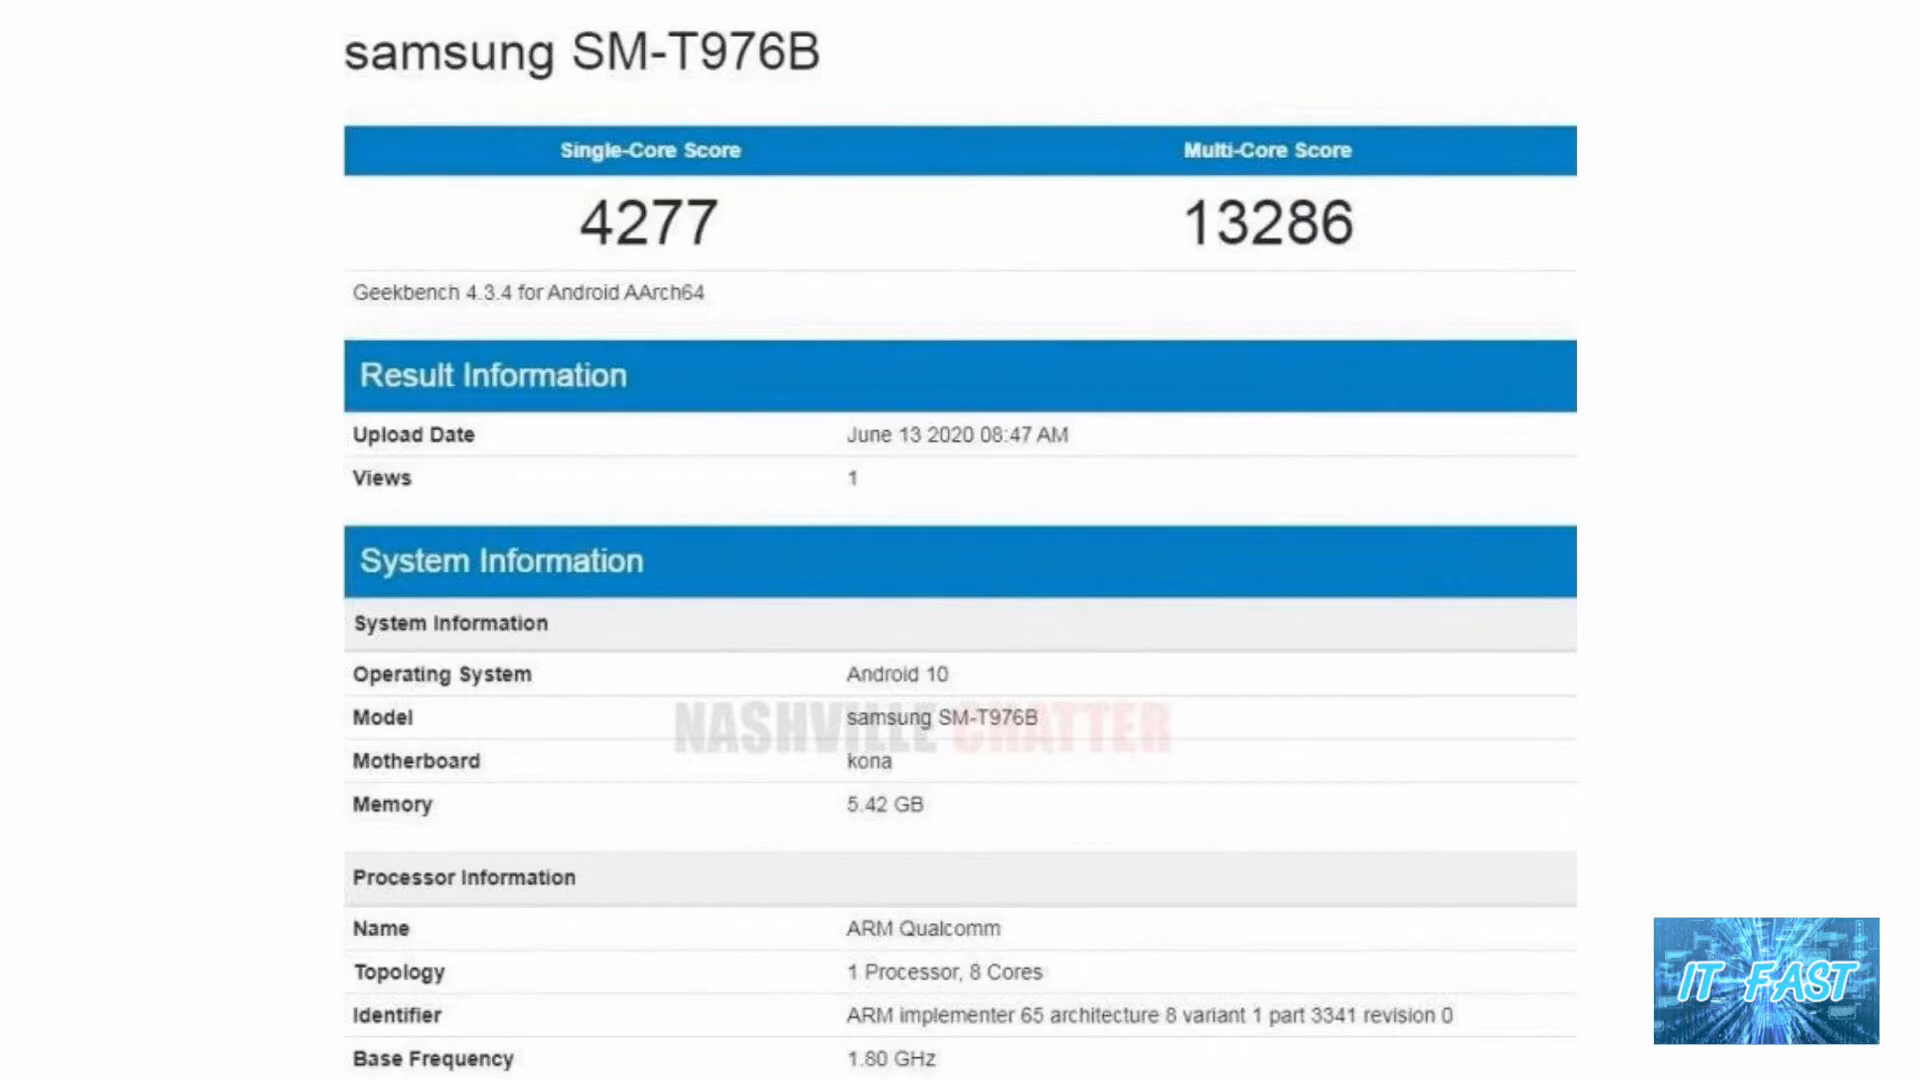 samsung SM-T976B
Single-Core Score Multi-Core Score
4277 13286
Geekbench 4.3.4 for Android AArch64
Result Information
Upload Date June 13 2020 08:47 AM
Views 1
System Information
System Information
Operating System Android 10
Model samsung SM-T976B
NASHVILLE CHATTER
Motherboard kona
Memory 5.42 GB
Processor Information
Name ARM Qualcomm
Topology 1 Processor, 8 Cores
Identifier ARM implementer 65 architecture 8 variant 1 part 3341 revision 0
Base Frequency 1.80 GHz
IT FAST